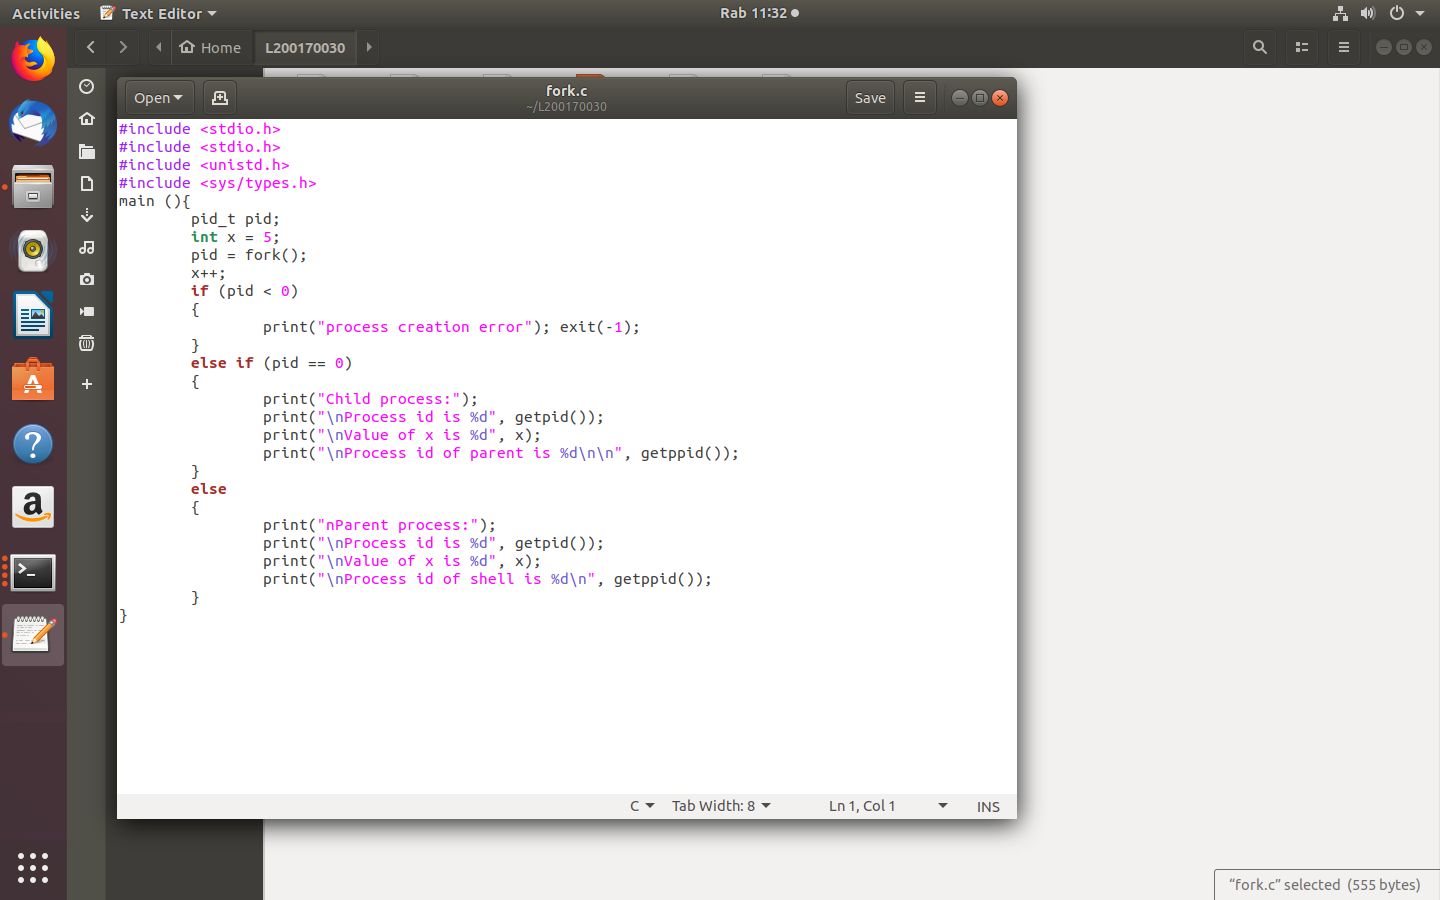 Activities Text Editor Rab 11:32
Home L200170030
Open fork.c Save
~/L200170030
#include <stdio.h>
#include <stdio.h>
#include <unistd.h>
#include <sys/types.h>
main (){
        pid_t pid;
        int x = 5;
        pid = fork();
        x++;
        if (pid < 0)
        {
                print("process creation error"); exit(-1);
        }
        else if (pid == 0)
        {
                print("Child process:");
                print("\nProcess id is %d", getpid());
                print("\nValue of x is %d", x);
                print("\nProcess id of parent is %d\n\n", getppid());
        }
        else
        {
                print("nParent process:");
                print("\nProcess id is %d", getpid());
                print("\nValue of x is %d", x);
                print("\nProcess id of shell is %d\n", getppid());
        }
}
C Tab Width: 8 Ln 1, Col 1 INS
“fork.c” selected (555 bytes)